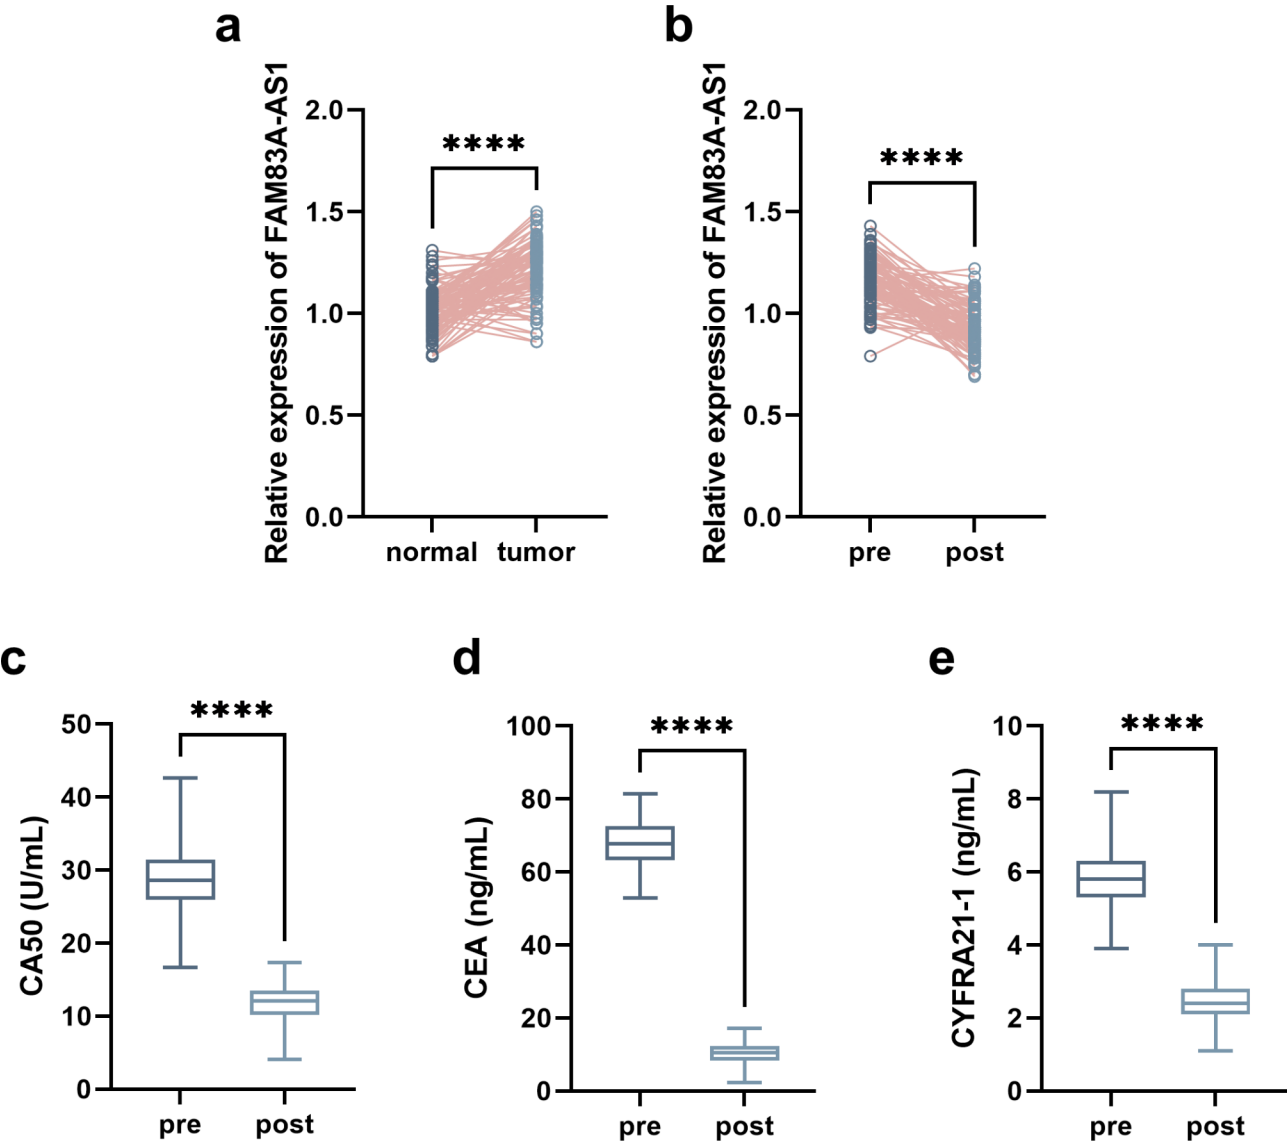 a
b
Relative expression of FAM83A-AS1
2.0
1.5
1.0
0.5
0.0
****
normal
tumor
Relative expression of FAM83A-AS1
2.0
1.5
1.0
0.5
0.0
****
pre
post
c
d
e
CA50 (U/mL)
50
40
30
20
10
0
****
pre
post
CEA (ng/mL)
100
80
60
40
20
0
****
pre
post
CYFRA21-1 (ng/mL)
10
8
6
4
2
0
****
pre
post